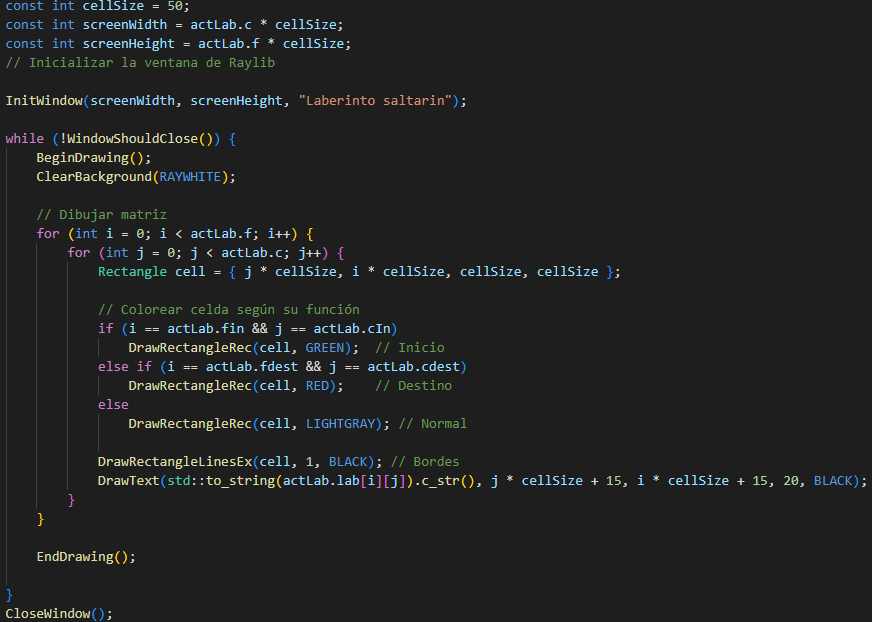 const int cellSize = 50;
const int screenWidth = actLab.c * cellSize;
const int screenHeight = actLab.f * cellSize;
// Inicializar la ventana de Raylib
InitWindow(screenWidth, screenHeight, "Laberinto saltarin");
while (!WindowShouldClose()) {
BeginDrawing();
ClearBackground(RAYWHITE);
// Dibujar matriz
for (int i = 0; i < actLab.f; i++) {
for (int j = 0; j < actLab.c; j++) {
Rectangle cell = { j * cellSize, i * cellSize, cellSize, cellSize };
// Colorear celda según su función
if (i == actLab.fin && j == actLab.cIn)
DrawRectangleRec(cell, GREEN); // Inicio
else if (i == actLab.fdest && j == actLab.cdest)
DrawRectangleRec(cell, RED); // Destino
else
DrawRectangleRec(cell, LIGHTGRAY); // Normal
DrawRectangleLinesEx(cell, 1, BLACK); // Bordes
DrawText(std::to_string(actLab.lab[i][j]).c_str(), j * cellSize + 15, i * cellSize + 15, 20, BLACK);
}
}
EndDrawing();
}
CloseWindow();